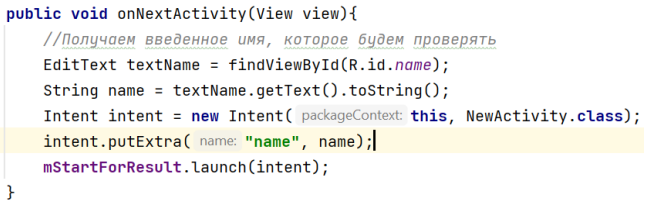 public void onNextActivity(View view){
//Получаем введенное имя, которое будем проверять
EditText textName = findViewById(R.id.name);
String name = textName.getText().toString();
Intent intent = new Intent( packageContext: this, NewActivity.class);
intent.putExtra( name: "name", name);
mStartForResult.launch(intent);
}